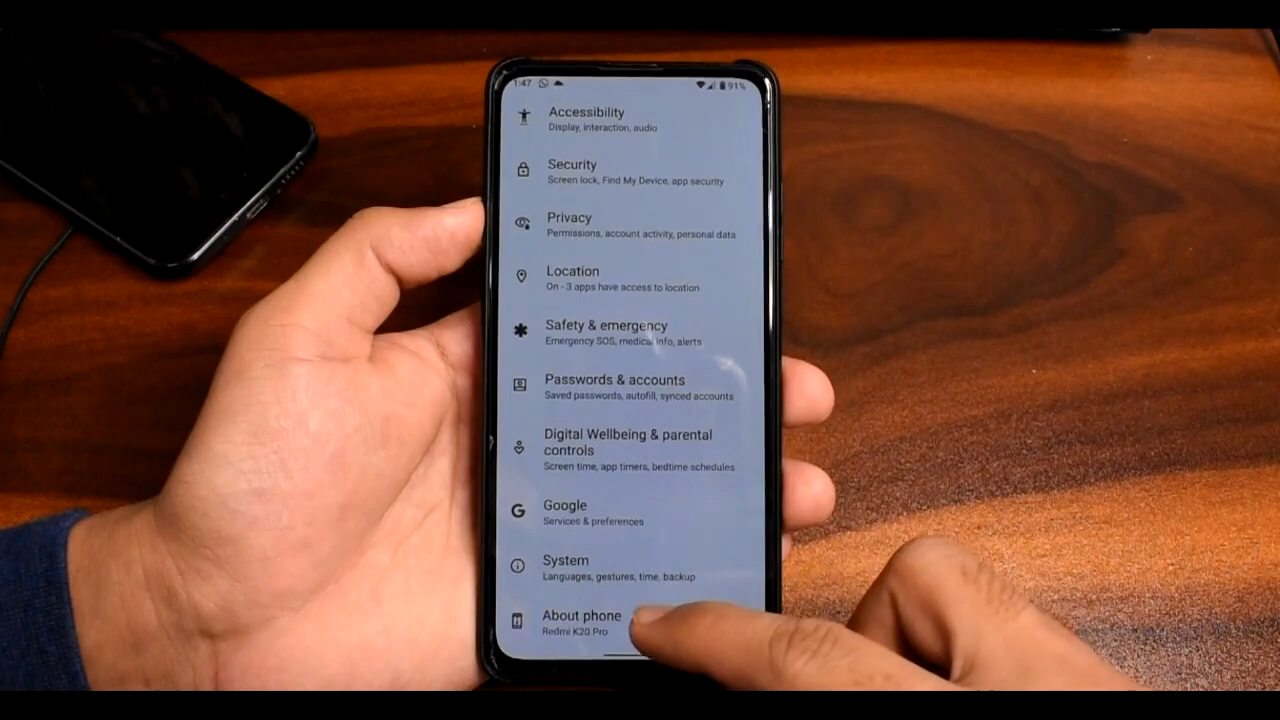 1:47 91%
Accessibility
Display, interaction, audio
Security
Screen lock, Find My Device, app security
Privacy
Permissions, account activity, personal data
Location
On - 3 apps have access to location
Safety & emergency
Emergency SOS, medical info, alerts
Passwords & accounts
Saved passwords, autofill, synced accounts
Digital Wellbeing & parental
controls
Screen time, app timers, bedtime schedules
Google
Services & preferences
System
Languages, gestures, time, backup
About phone
Redmi K20 Pro